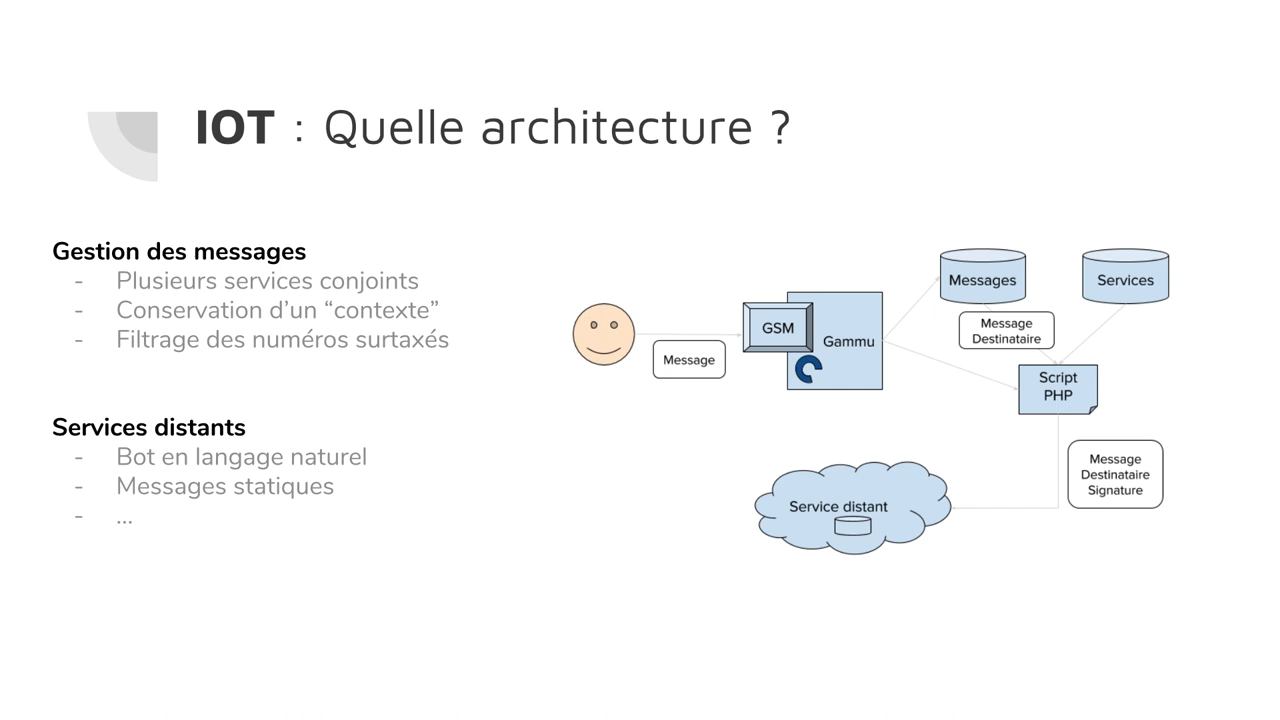 IOT : Quelle architecture ?
Gestion des messages
- Plusieurs services conjoints
- Conservation d’un “contexte”
- Filtrage des numéros surtaxés
Services distants
- Bot en langage naturel
- Messages statiques
- ...
Message
GSM
Gammu
Messages
Services
Message
Destinataire
Script
PHP
Message
Destinataire
Signature
Service distant